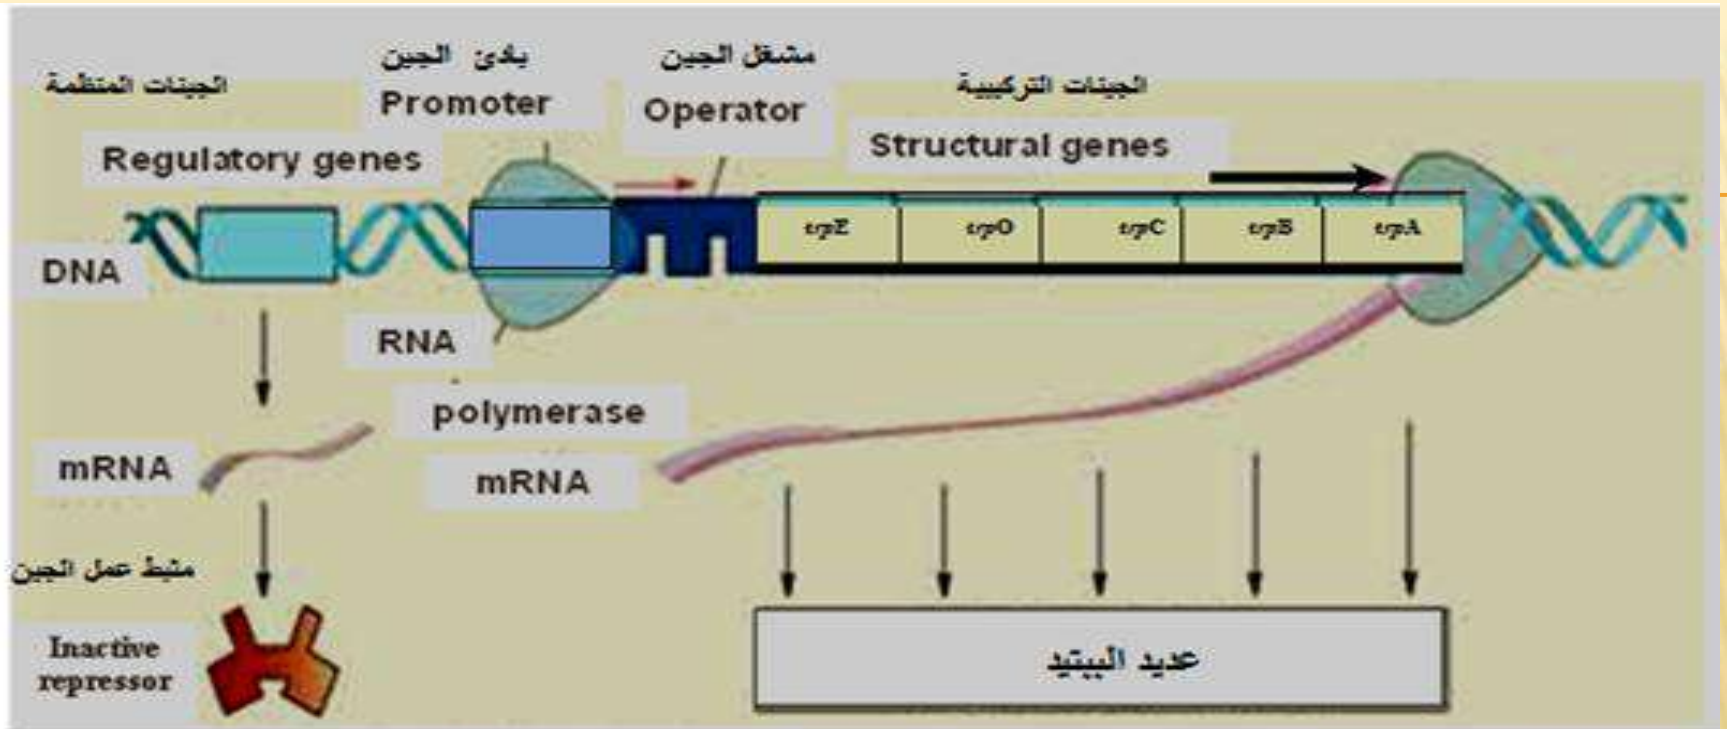 الجينات المنظمة
بادئ الجين
مشغل الجين
الجينات التركيبية
Promoter
Operator
Structural genes
Regulatory genes
trpE
trpO
trpC
trpB
trpA
DNA
RNA
polymerase
mRNA
mRNA
مثبط عمل الجين
Inactive
repressor
عديد الببتيد